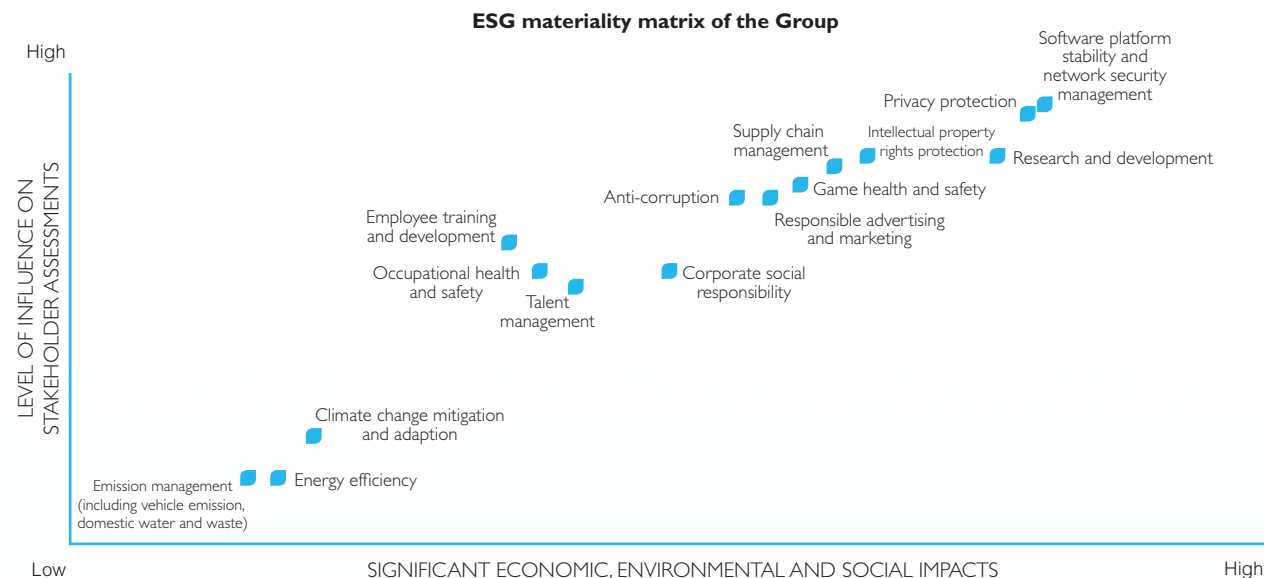 ESG materiality matrix of the Group
High
Software platform
stability and
network security
management
Privacy protection
Supply chain
management
Intellectual property
rights protection
Research and development
Game health and safety
Anti-corruption
Responsible advertising
and marketing
Employee training
and development
Occupational health
and safety
Talent
management
Corporate social
responsibility
LEVEL OF INFLUENCE ON
STAKEHOLDER ASSESSMENTS
Climate change mitigation
and adaption
Emission management
(including vehicle emission,
domestic water and waste)
Energy efficiency
Low
SIGNIFICANT ECONOMIC, ENVIRONMENTAL AND SOCIAL IMPACTS
High